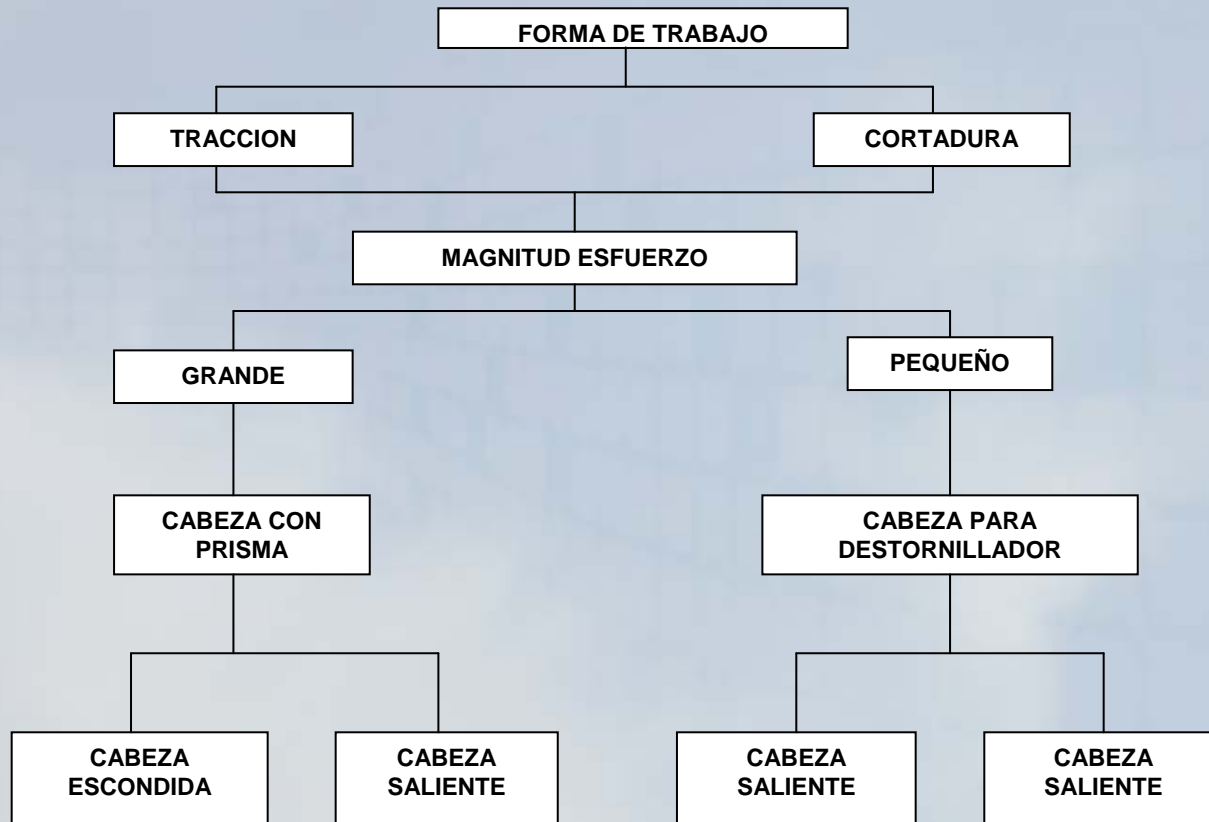 FORMA DE TRABAJO
TRACCION
CORTADURA
MAGNITUD ESFUERZO
GRANDE
PEQUEÑO
CABEZA CON
PRISMA
CABEZA PARA
DESTORNILLADOR
CABEZA
ESCONDIDA
CABEZA
SALIENTE
CABEZA
SALIENTE
CABEZA
SALIENTE